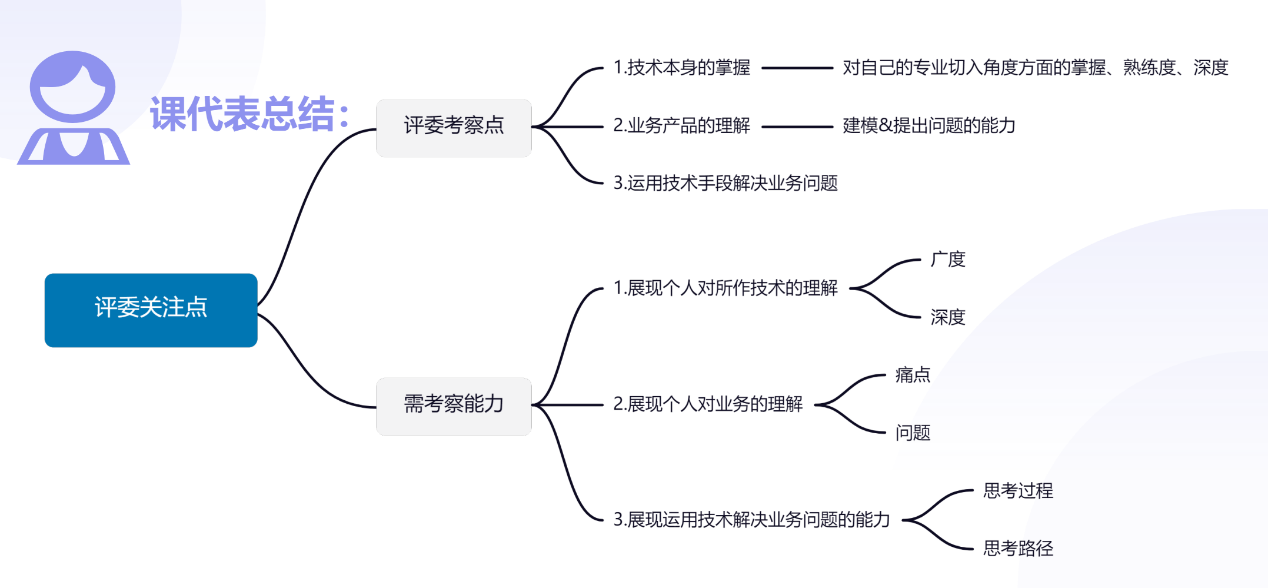 课代表总结：
评委关注点
评委考察点
1.技术本身的掌握
对自己的专业切入角度方面的掌握、熟练度、深度
2.业务产品的理解
建模&提出问题的能力
3.运用技术手段解决业务问题
需考察能力
1.展现个人对所作技术的理解
广度
深度
2.展现个人对业务的理解
痛点
问题
3.展现运用技术解决业务问题的能力
思考过程
思考路径